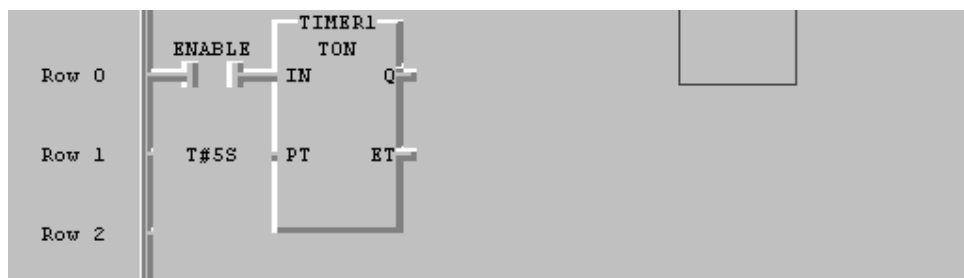 TIMER1
ENABLE TON
Row 0 IN Q
Row 1 T#5S PT ET
Row 2